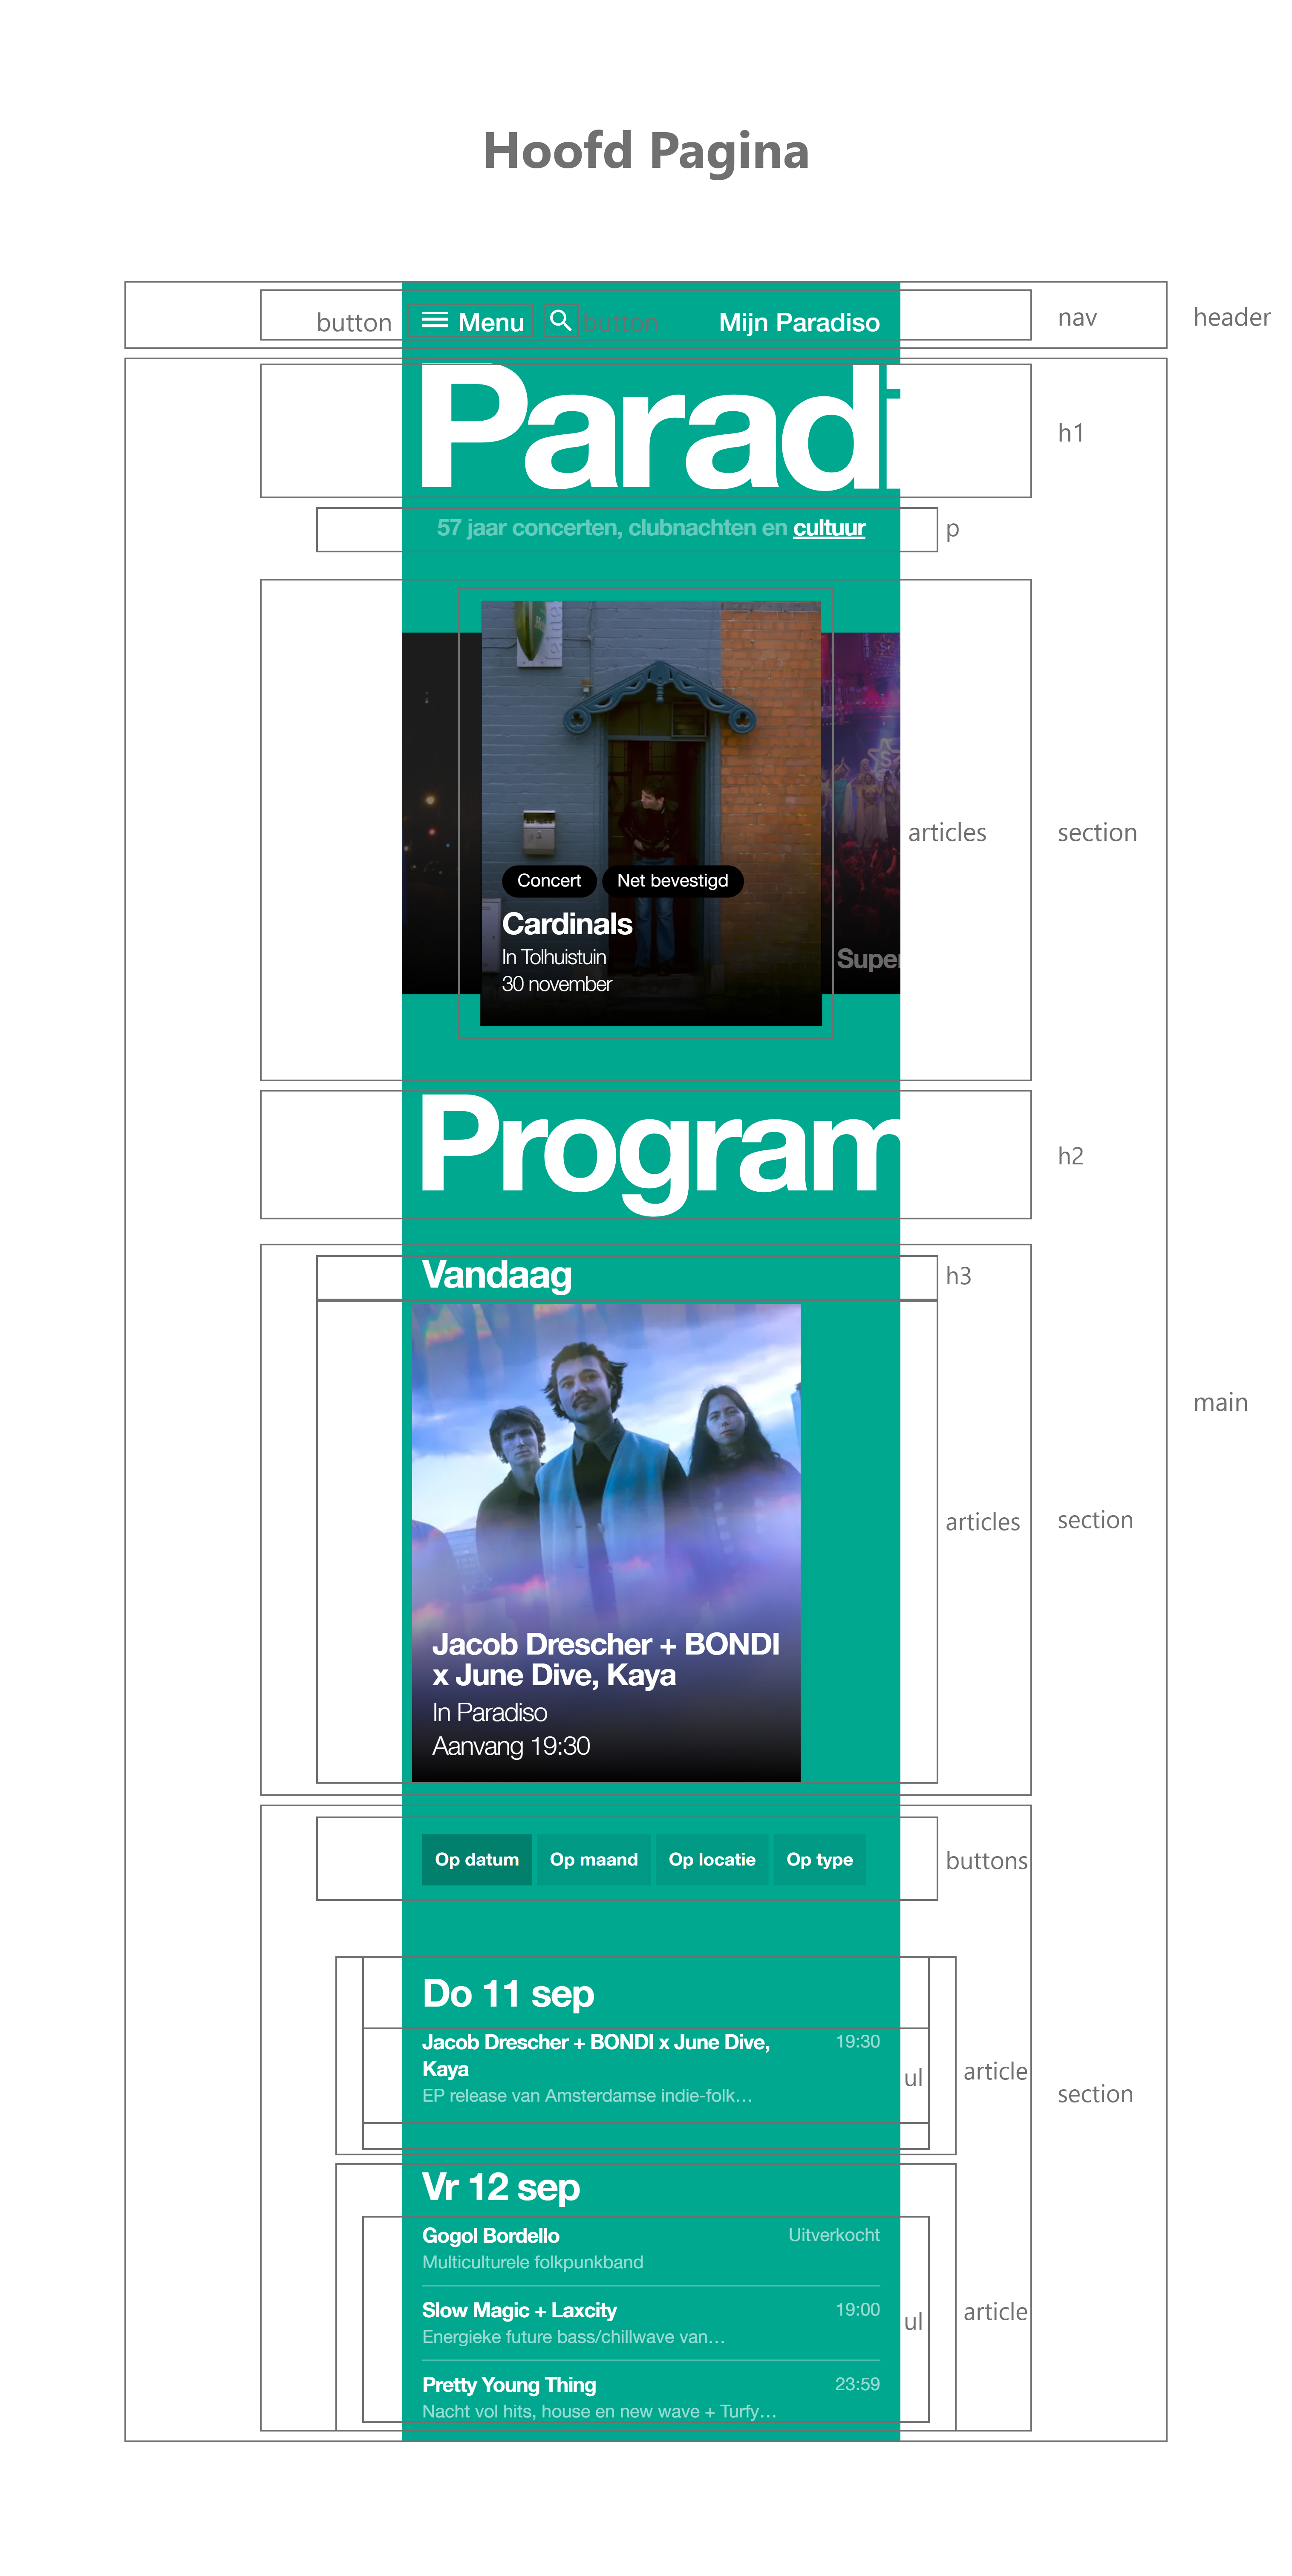 Hoofd Pagina
button
Menu
button
Mijn Paradiso
nav
header
Paradi
h1
57 jaar concerten, clubnachten en cultuur
p
Concert
Net bevestigd
Cardinals
In Tolhuistuin
30 november
Super
articles
section
Program
h2
Vandaag
h3
main
Jacob Drescher + BONDI
x June Dive, Kaya
In Paradiso
Aanvang 19:30
articles
section
Op datum
Op maand
Op locatie
Op type
buttons
Do 11 sep
Jacob Drescher + BONDI x June Dive,
Kaya
19:30
EP release van Amsterdamse indie-folk…
ul
article
section
Vr 12 sep
Gogol Bordello
Uitverkocht
Multiculturele folkpunkband
Slow Magic + Laxcity
19:00
Energieke future bass/chillwave van…
ul
article
Pretty Young Thing
23:59
Nacht vol hits, house en new wave + Turfy…